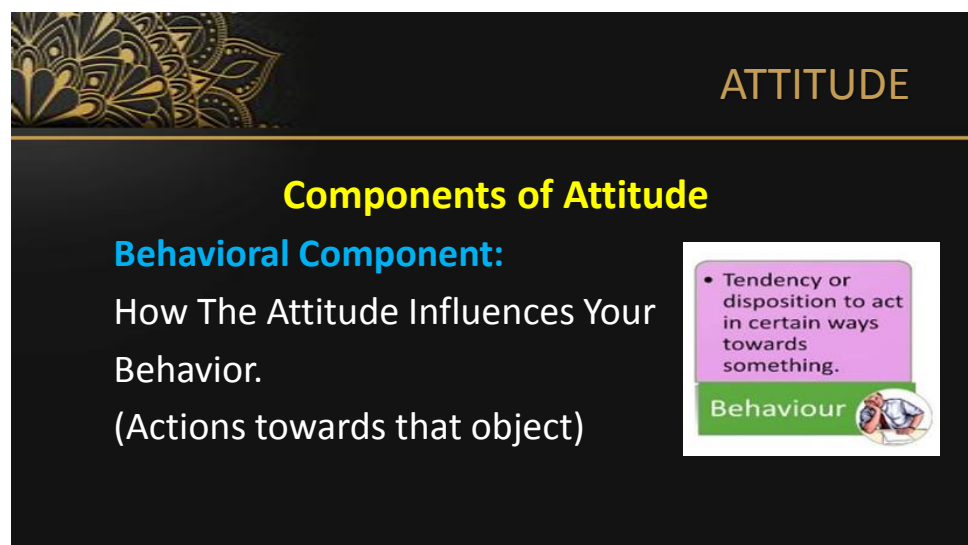 ATTITUDE
Components of Attitude
Behavioral Component:
How The Attitude Influences Your
Behavior.
(Actions towards that object)
• Tendency or
disposition to act
in certain ways
towards
something.
Behaviour